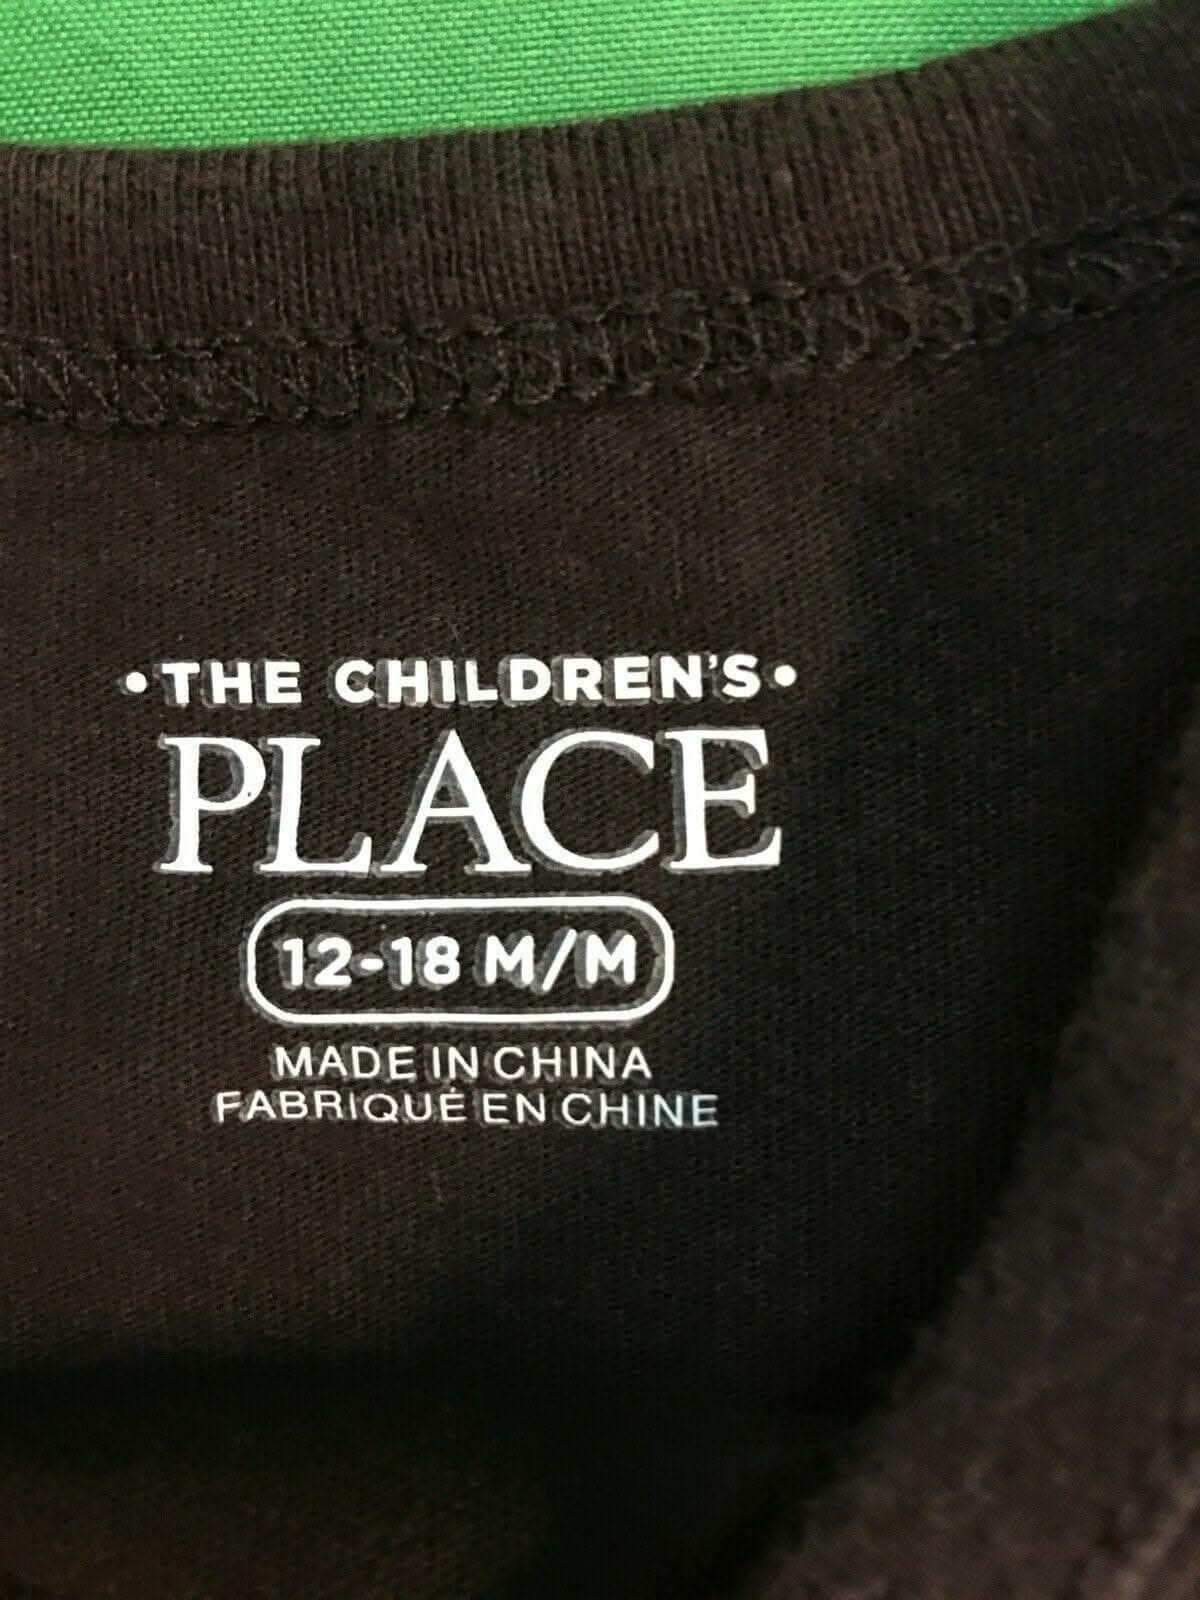 •THE CHILDREN'S•
PLACE
12-18 M/M
MADE IN CHINA
FABRIQUÉ EN CHINE